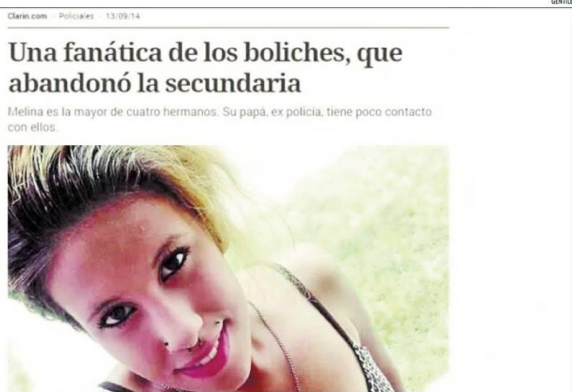 GENTILE
Clarin.com Policiales 13/09/14
Una fanática de los boliches, que
abandonó la secundaria
Melina es la mayor de cuatro hermanos. Su papá, ex policía, tiene poco contacto
con ellos.